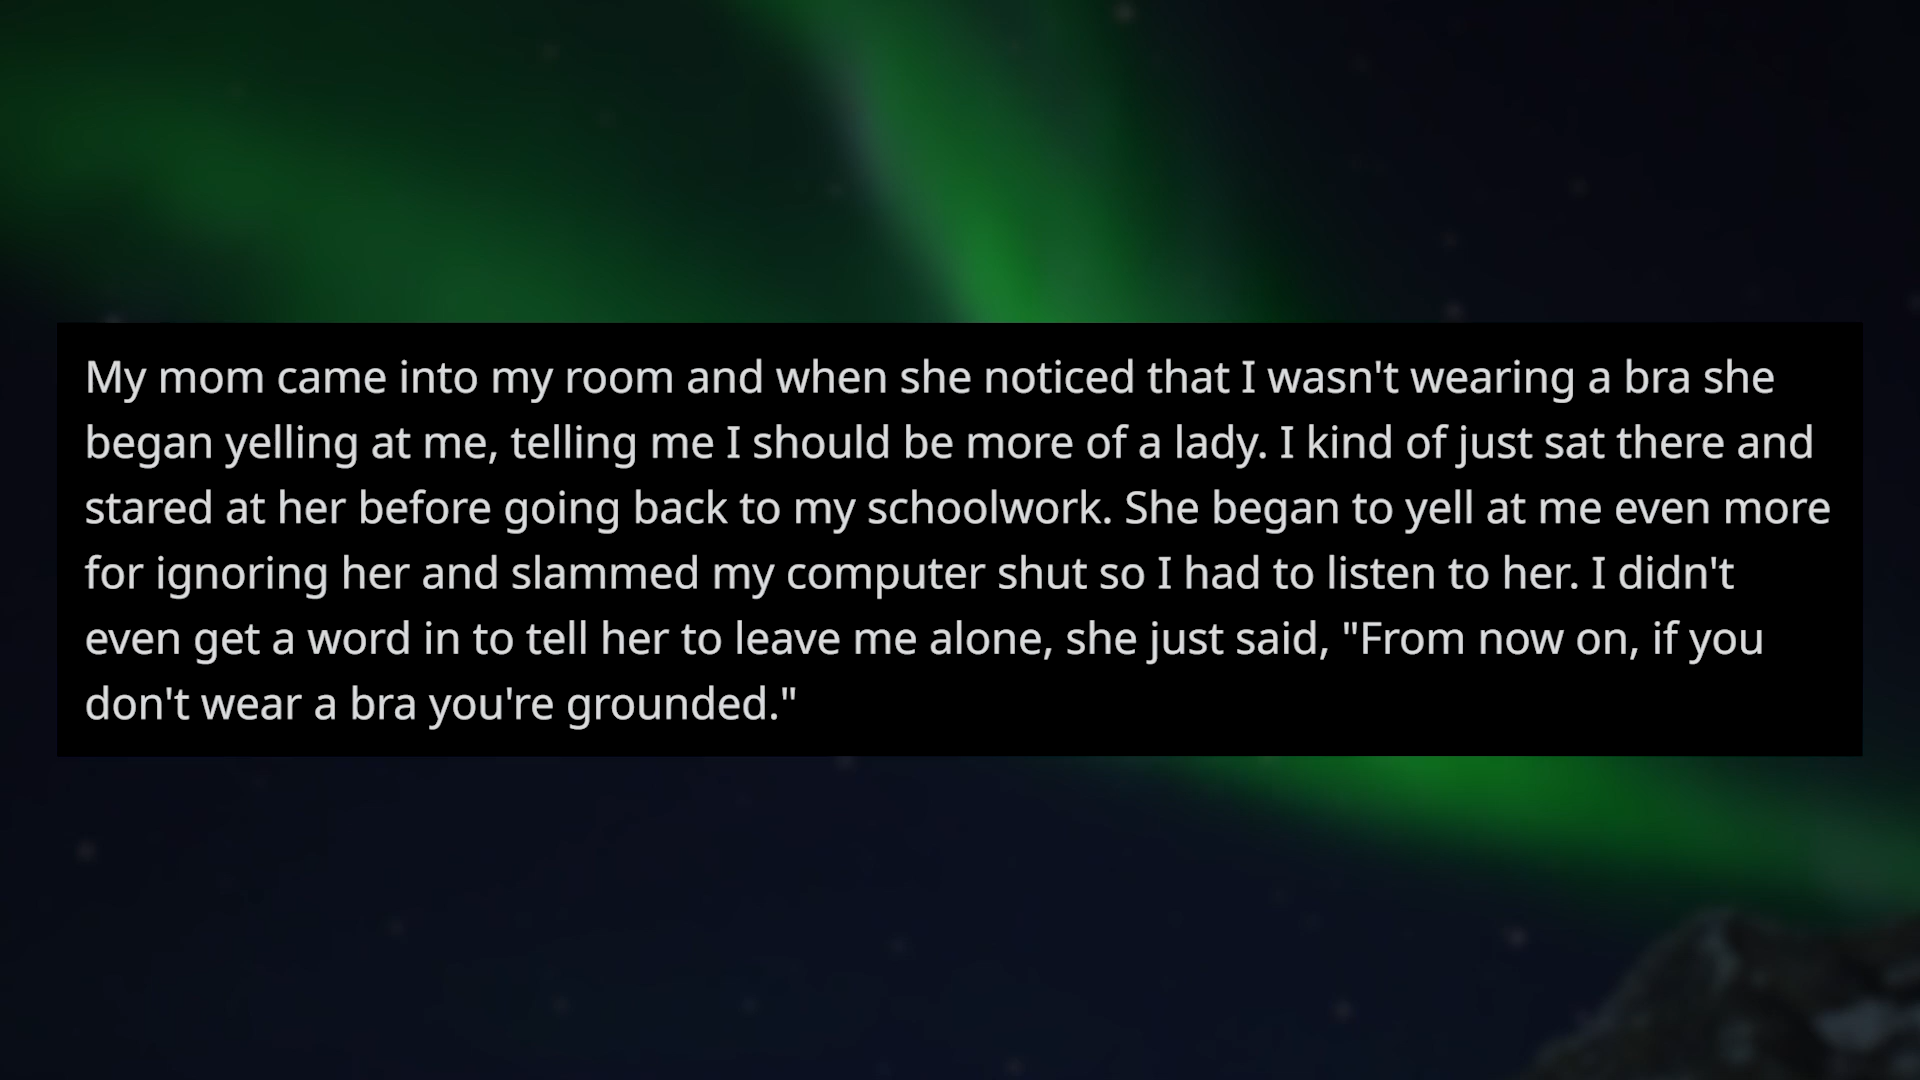 My mom came into my room and when she noticed that I wasn't wearing a bra she
began yelling at me, telling me I should be more of a lady. I kind of just sat there and
stared at her before going back to my schoolwork. She began to yell at me even more
for ignoring her and slammed my computer shut so I had to listen to her. I didn't
even get a word in to tell her to leave me alone, she just said, "From now on, if you
don't wear a bra you're grounded."